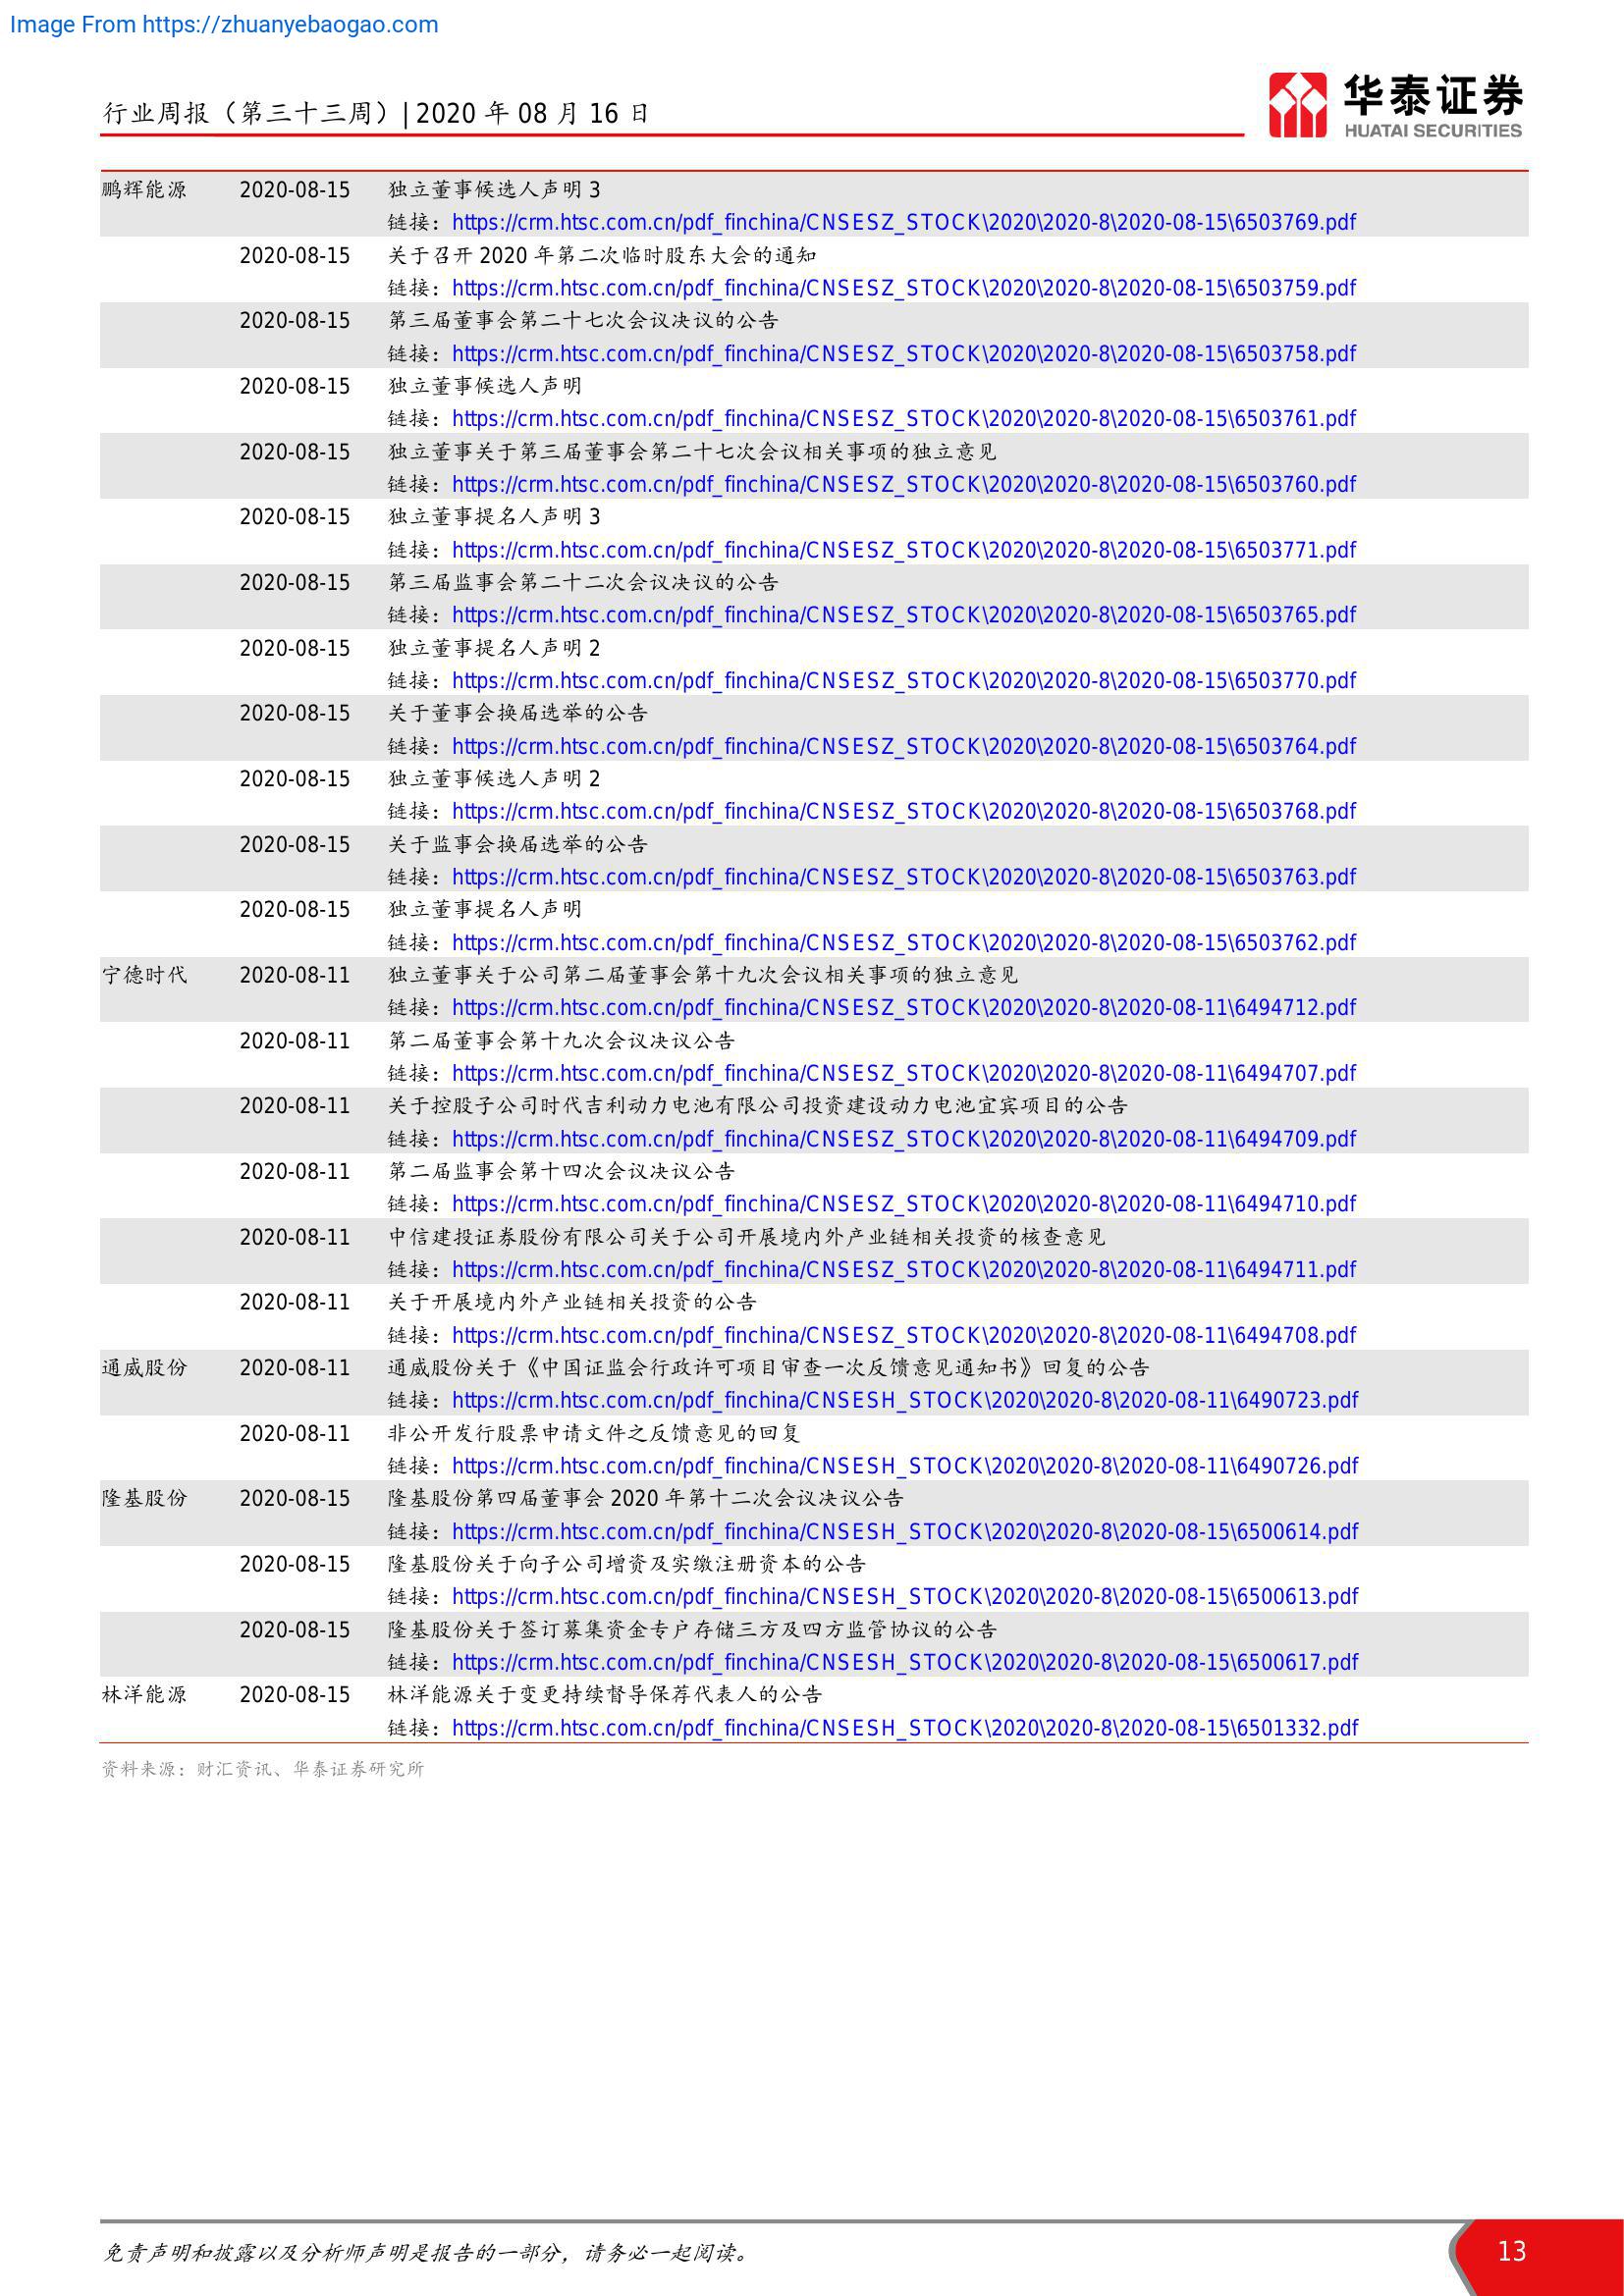 Image From https://zhuanyebaogao.com
行业周报（第三十三周）| 2020 年 08 月 16 日
华泰证券
HUATAI SECURITIES
鹏辉能源 2020-08-15 独立董事候选人声明 3
链接：https://crm.htsc.com.cn/pdf_finchina/CNSESZ_STOCK\2020\2020-8\2020-08-15\6503769.pdf
2020-08-15 关于召开 2020 年第二次临时股东大会的通知
链接：https://crm.htsc.com.cn/pdf_finchina/CNSESZ_STOCK\2020\2020-8\2020-08-15\6503759.pdf
2020-08-15 第三届董事会第二十七次会议决议的公告
链接：https://crm.htsc.com.cn/pdf_finchina/CNSESZ_STOCK\2020\2020-8\2020-08-15\6503758.pdf
2020-08-15 独立董事候选人声明
链接：https://crm.htsc.com.cn/pdf_finchina/CNSESZ_STOCK\2020\2020-8\2020-08-15\6503761.pdf
2020-08-15 独立董事关于第三届董事会第二十七次会议相关事项的独立意见
链接：https://crm.htsc.com.cn/pdf_finchina/CNSESZ_STOCK\2020\2020-8\2020-08-15\6503760.pdf
2020-08-15 独立董事提名人声明 3
链接：https://crm.htsc.com.cn/pdf_finchina/CNSESZ_STOCK\2020\2020-8\2020-08-15\6503771.pdf
2020-08-15 第三届监事会第二十二次会议决议的公告
链接：https://crm.htsc.com.cn/pdf_finchina/CNSESZ_STOCK\2020\2020-8\2020-08-15\6503765.pdf
2020-08-15 独立董事提名人声明 2
链接：https://crm.htsc.com.cn/pdf_finchina/CNSESZ_STOCK\2020\2020-8\2020-08-15\6503770.pdf
2020-08-15 关于董事会换届选举的公告
链接：https://crm.htsc.com.cn/pdf_finchina/CNSESZ_STOCK\2020\2020-8\2020-08-15\6503764.pdf
2020-08-15 独立董事候选人声明 2
链接：https://crm.htsc.com.cn/pdf_finchina/CNSESZ_STOCK\2020\2020-8\2020-08-15\6503768.pdf
2020-08-15 关于监事会换届选举的公告
链接：https://crm.htsc.com.cn/pdf_finchina/CNSESZ_STOCK\2020\2020-8\2020-08-15\6503763.pdf
2020-08-15 独立董事提名人声明
链接：https://crm.htsc.com.cn/pdf_finchina/CNSESZ_STOCK\2020\2020-8\2020-08-15\6503762.pdf
宁德时代 2020-08-11 独立董事关于公司第二届董事会第十九次会议相关事项的独立意见
链接：https://crm.htsc.com.cn/pdf_finchina/CNSESZ_STOCK\2020\2020-8\2020-08-11\6494712.pdf
2020-08-11 第二届董事会第十九次会议决议公告
链接：https://crm.htsc.com.cn/pdf_finchina/CNSESZ_STOCK\2020\2020-8\2020-08-11\6494707.pdf
2020-08-11 关于控股子公司时代吉利动力电池有限公司投资建设动力电池宜宾项目的公告
链接：https://crm.htsc.com.cn/pdf_finchina/CNSESZ_STOCK\2020\2020-8\2020-08-11\6494709.pdf
2020-08-11 第二届监事会第十四次会议决议公告
链接：https://crm.htsc.com.cn/pdf_finchina/CNSESZ_STOCK\2020\2020-8\2020-08-11\6494710.pdf
2020-08-11 中信建投证券股份有限公司关于公司开展境内外产业链相关投资的核查意见
链接：https://crm.htsc.com.cn/pdf_finchina/CNSESZ_STOCK\2020\2020-8\2020-08-11\6494711.pdf
2020-08-11 关于开展境内外产业链相关投资的公告
链接：https://crm.htsc.com.cn/pdf_finchina/CNSESZ_STOCK\2020\2020-8\2020-08-11\6494708.pdf
通威股份 2020-08-11 通威股份关于《中国证监会行政许可项目审查一次反馈意见通知书》回复的公告
链接：https://crm.htsc.com.cn/pdf_finchina/CNSESH_STOCK\2020\2020-8\2020-08-11\6490723.pdf
2020-08-11 非公开发行股票申请文件之反馈意见的回复
链接：https://crm.htsc.com.cn/pdf_finchina/CNSESH_STOCK\2020\2020-8\2020-08-11\6490726.pdf
隆基股份 2020-08-15 隆基股份第四届董事会 2020 年第十二次会议决议公告
链接：https://crm.htsc.com.cn/pdf_finchina/CNSESH_STOCK\2020\2020-8\2020-08-15\6500614.pdf
2020-08-15 隆基股份关于向子公司增资及实缴注册资本的公告
链接：https://crm.htsc.com.cn/pdf_finchina/CNSESH_STOCK\2020\2020-8\2020-08-15\6500613.pdf
2020-08-15 隆基股份关于签订募集资金专户存储三方及四方监管协议的公告
链接：https://crm.htsc.com.cn/pdf_finchina/CNSESH_STOCK\2020\2020-8\2020-08-15\6500617.pdf
林洋能源 2020-08-15 林洋能源关于变更持续督导保荐代表人的公告
链接：https://crm.htsc.com.cn/pdf_finchina/CNSESH_STOCK\2020\2020-8\2020-08-15\6501332.pdf
资料来源：财汇资讯、华泰证券研究所
免责声明和披露以及分析师声明是报告的一部分，请务必一起阅读。
13